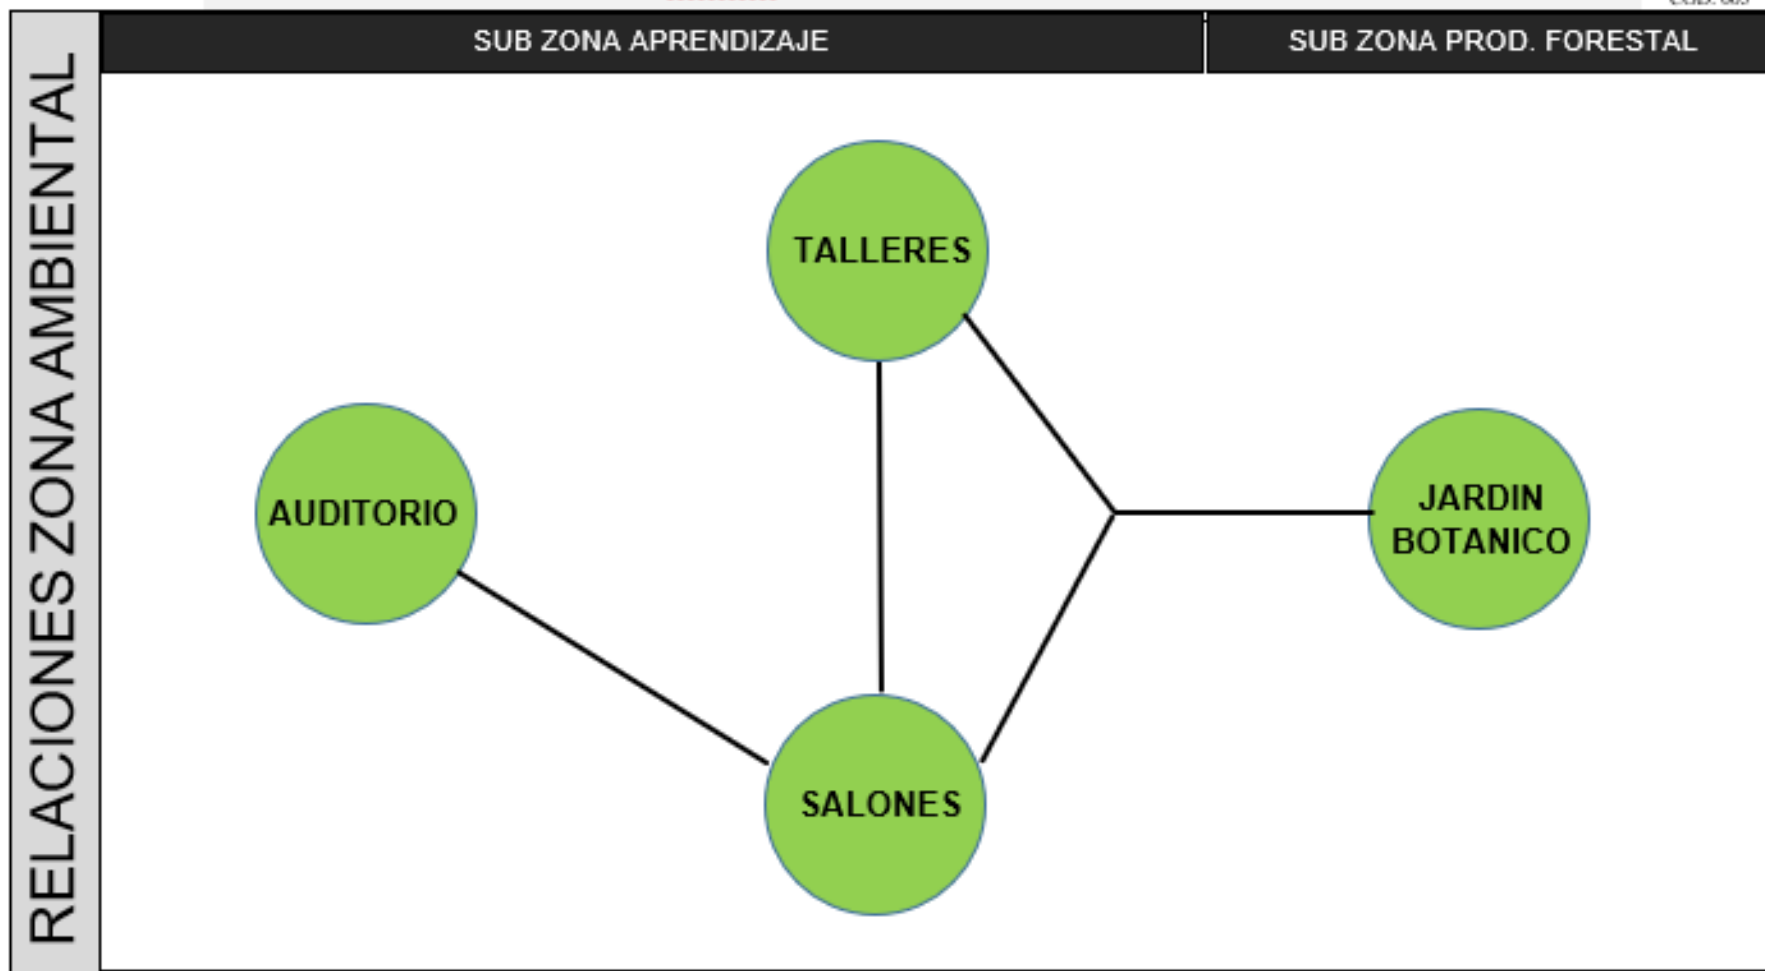 SUB ZONA APRENDIZAJE
SUB ZONA PROD. FORESTAL
RELACIONES ZONA AMBIENTAL
TALLERES
AUDITORIO
JARDIN
BOTANICO
SALONES